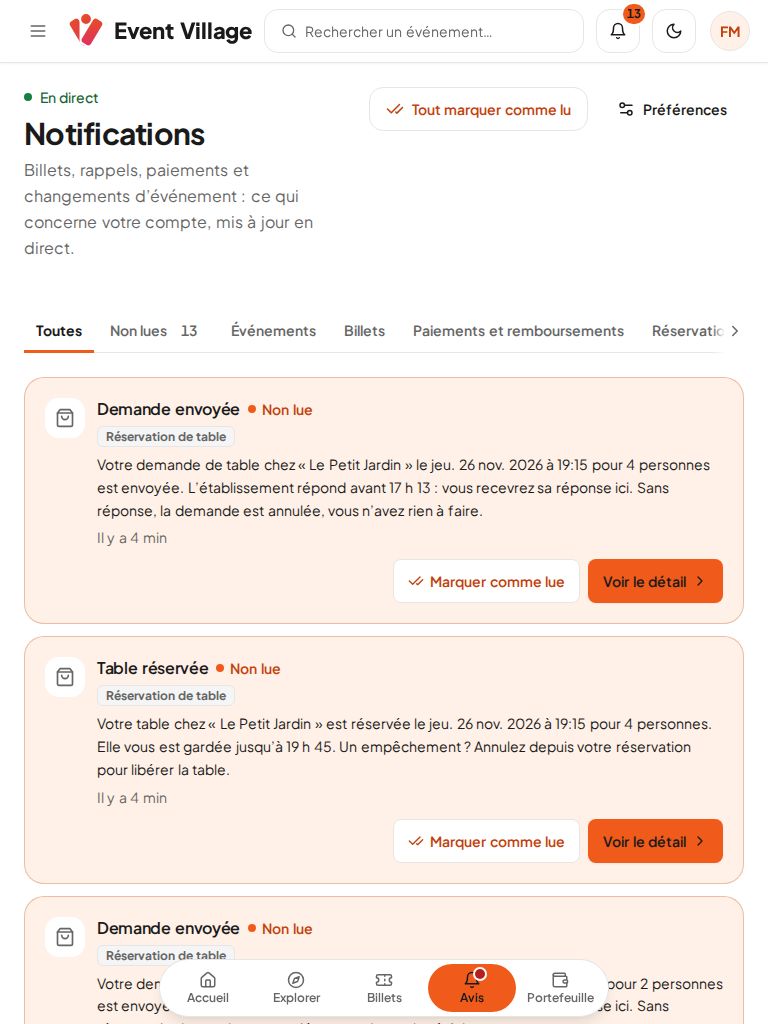 Event Village
Rechercher un événement...
13
FM
En direct
Notifications
Billets, rappels, paiements et
changements d’événement : ce qui
concerne votre compte, mis à jour en
direct.
Tout marquer comme lu
Préférences
Toutes
Non lues 13
Événements
Billets
Paiements et remboursements
Demande envoyée
Non lue
Réservation de table
Votre demande de table chez « Le Petit Jardin » le jeu. 26 nov. 2026 à 19:15 pour 4 personnes
est envoyée. L’établissement répond avant 17 h 13 : vous recevrez sa réponse ici. Sans
réponse, la demande est annulée, vous n’avez rien à faire.
Il y a 4 min
Marquer comme lue
Voir le détail
Table réservée
Non lue
Réservation de table
Votre table chez « Le Petit Jardin » est réservée le jeu. 26 nov. 2026 à 19:15 pour 4 personnes.
Elle vous est gardée jusqu’à 19 h 45. Un empêchement ? Annulez depuis votre réservation
pour libérer la table.
Il y a 4 min
Marquer comme lue
Voir le détail
Demande envoyée
Non lue
Réservation de table
Votre
pour 2 personnes
est
ici. Sans
Accueil
Explorer
Billets
Avis
Portefeuille